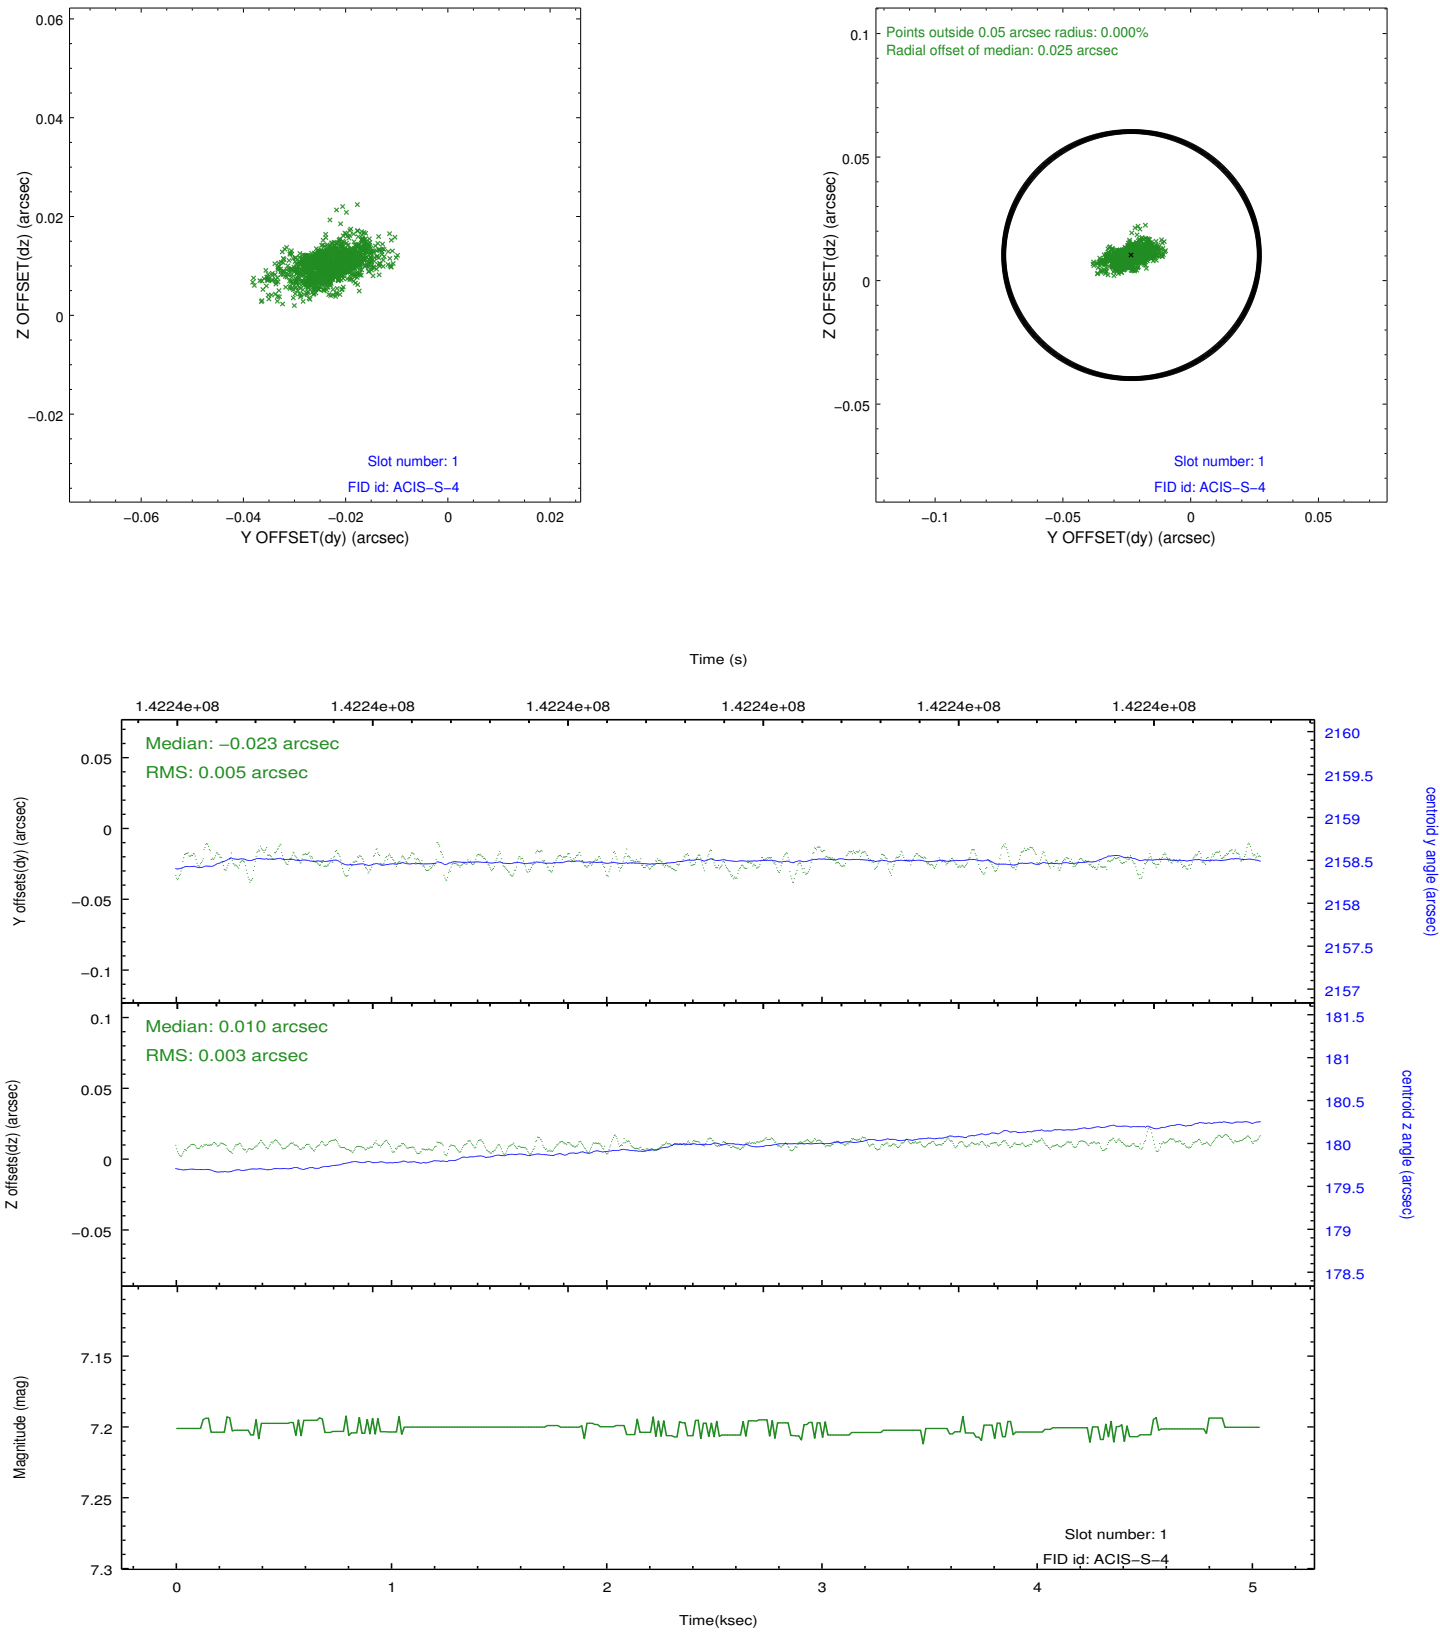 0.06
0.04
0.02
0
−0.02
Z OFFSET(dz) (arcsec)
Slot number: 1
FID id: ACIS−S−4
−0.06
−0.04
−0.02
0
0.02
Y OFFSET(dy) (arcsec)
Points outside 0.05 arcsec radius: 0.000%
Radial offset of median: 0.025 arcsec
0.1
0.05
0
−0.05
Z OFFSET(dz) (arcsec)
Slot number: 1
FID id: ACIS−S−4
−0.1
−0.05
0
0.05
Y OFFSET(dy) (arcsec)
Time (s)
1.4224e+08 1.4224e+08 1.4224e+08 1.4224e+08 1.4224e+08 1.4224e+08
Median: −0.023 arcsec
RMS: 0.005 arcsec
0.05
0
−0.05
−0.1
Y offsets(dy) (arcsec)
2160
2159.5
2159
2158.5
2158
2157.5
2157
centroid y angle (arcsec)
Median: 0.010 arcsec
RMS: 0.003 arcsec
0.1
0.05
0
−0.05
Z offsets(dz) (arcsec)
181.5
181
180.5
180
179.5
179
178.5
centroid z angle (arcsec)
7.15
7.2
7.25
7.3
Magnitude (mag)
Slot number: 1
FID id: ACIS−S−4
0 1 2 3 4 5
Time(ksec)